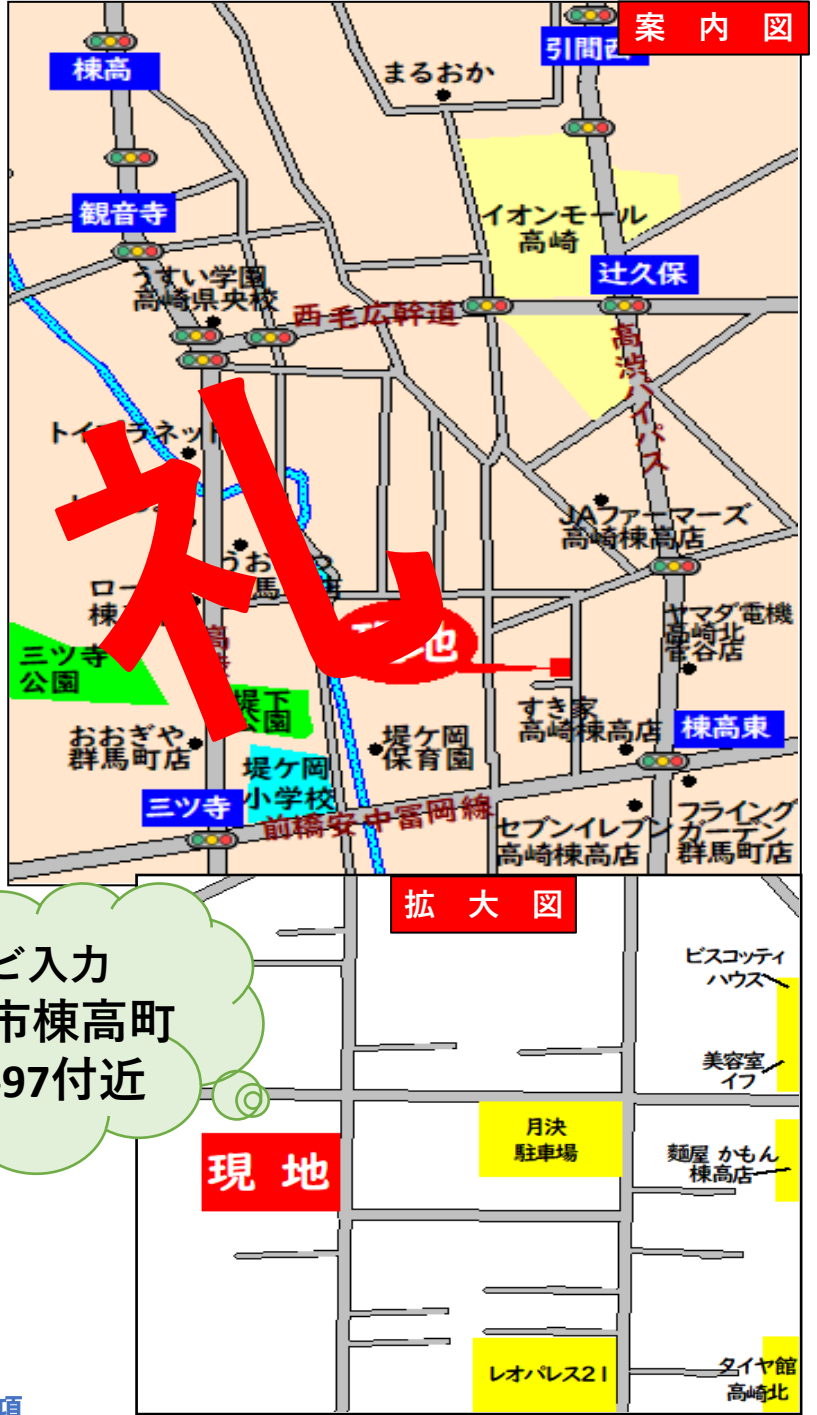 案 内 図
棟高
引間西
まるおか
観音寺
イオンモール
高崎
辻久保
うすい学園
高崎県央校
西毛広幹道
高渋バイパス
礼
JAファーマーズ
高崎棟高店
ヤマダ電機
高崎北
菅谷店
三ツ寺
公園
堤下
公園
すき家
高崎棟高店
棟高東
おおぎや
群馬町店
堤ケ岡
保育園
堤ケ岡
小学校
三ツ寺
前橋安中富岡線
セブンイレブン
高崎棟高店
フライング
ガーデン
群馬町店
拡 大 図
ビ入力
市棟高町
97付近
ビスコッティ
ハウス
美容室
イフ
月決
駐車場
現 地
麺屋 かもん
棟高店
レオパレス21
タイヤ館
高崎北
項